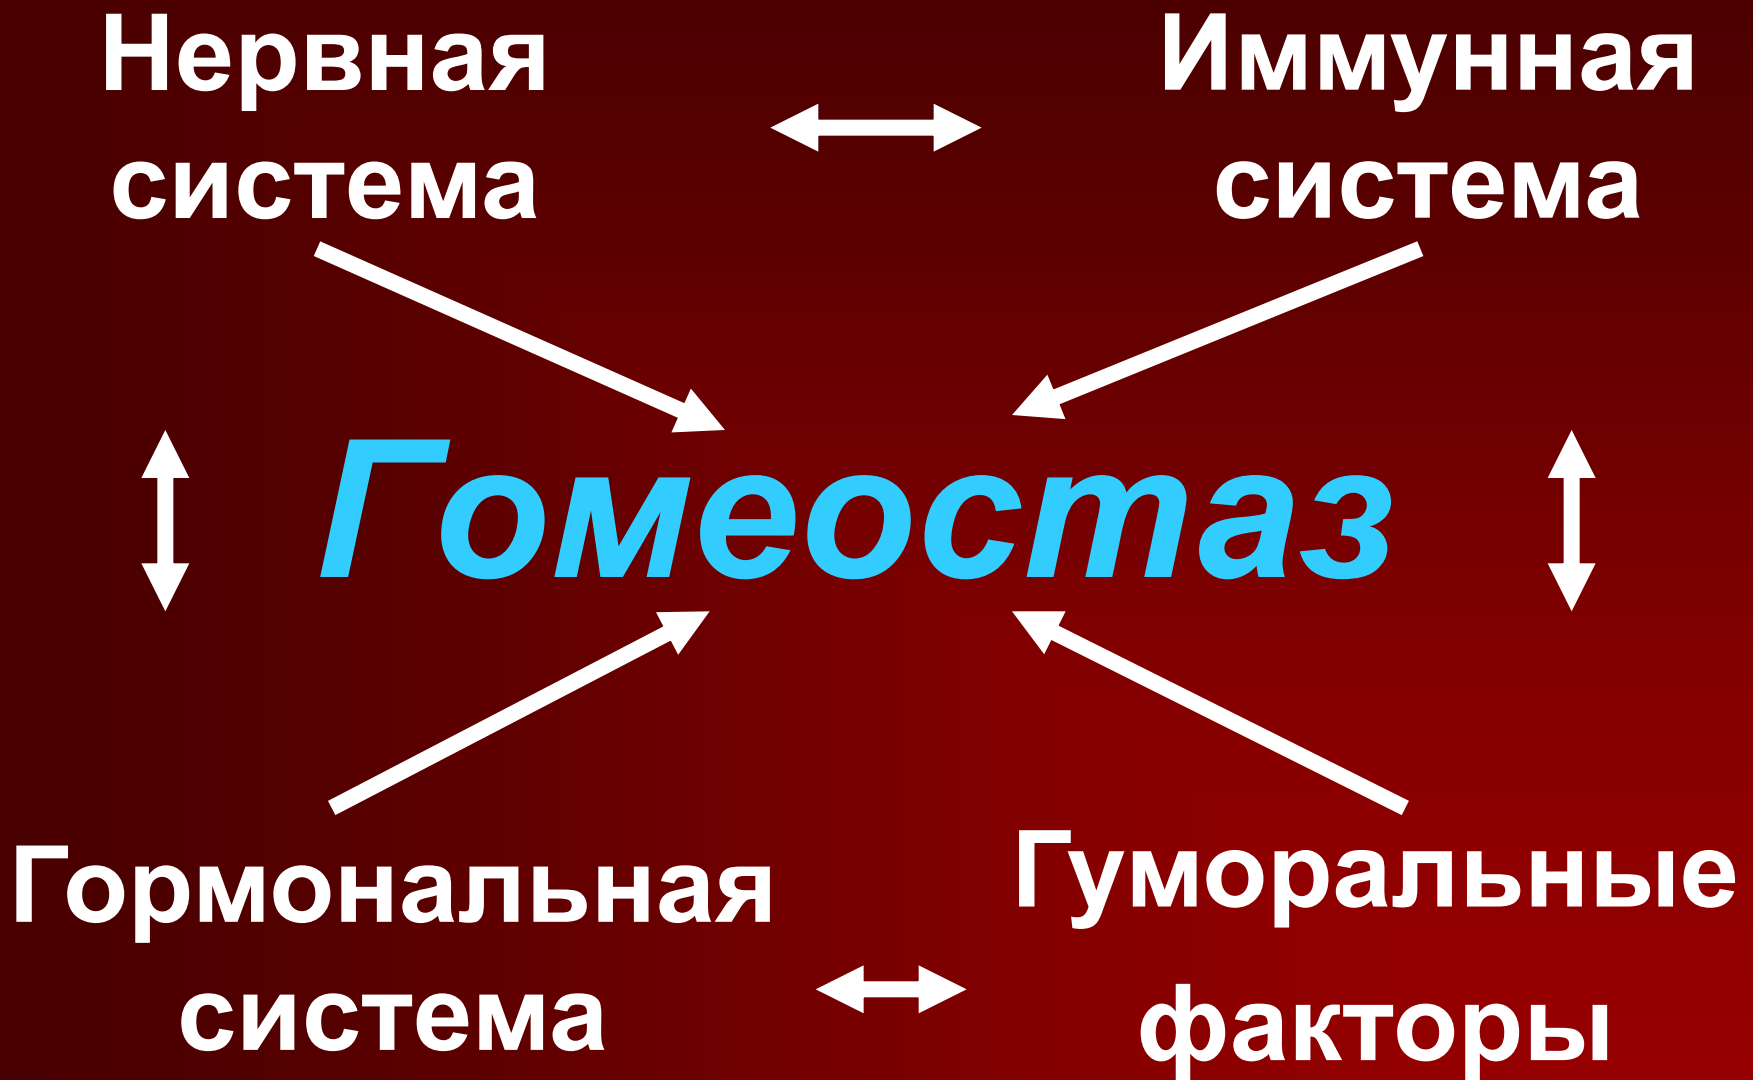 Нервная
система
Иммунная
система
Гомеостаз
Гормональная
система
Гуморальные
факторы